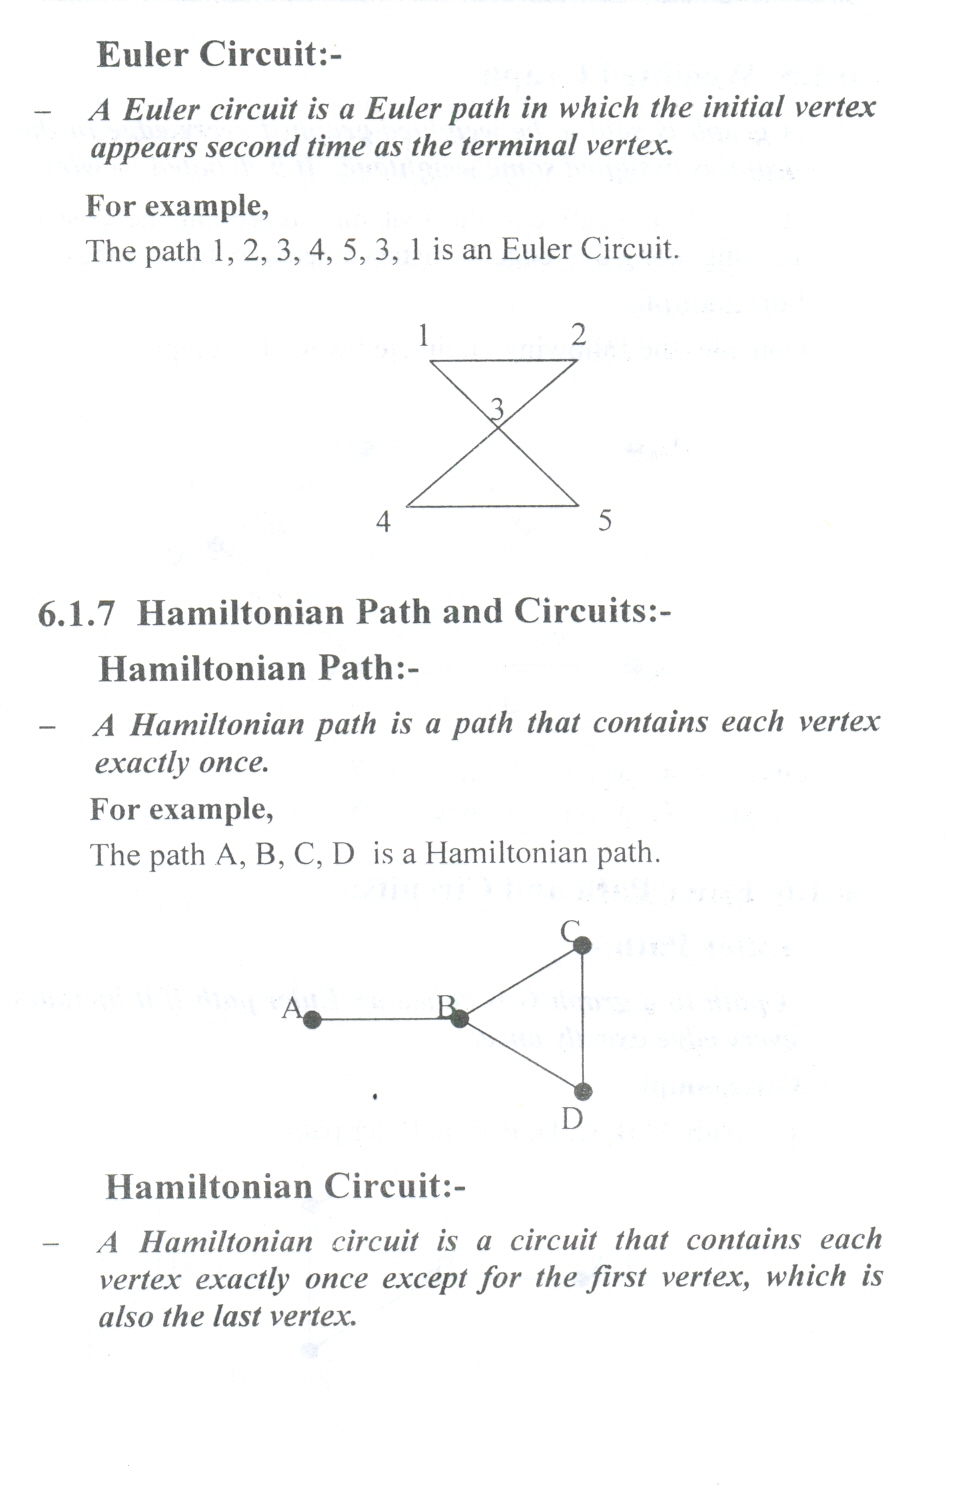 Euler Circuit:-
– A Euler circuit is a Euler path in which the initial vertex
appears second time as the terminal vertex.
For example,
The path 1, 2, 3, 4, 5, 3, 1 is an Euler Circuit.
1 2
3
4 5
6.1.7 Hamiltonian Path and Circuits:-
Hamiltonian Path:-
– A Hamiltonian path is a path that contains each vertex
exactly once.
For example,
The path A, B, C, D is a Hamiltonian path.
C
A B
D
Hamiltonian Circuit:-
– A Hamiltonian circuit is a circuit that contains each
vertex exactly once except for the first vertex, which is
also the last vertex.